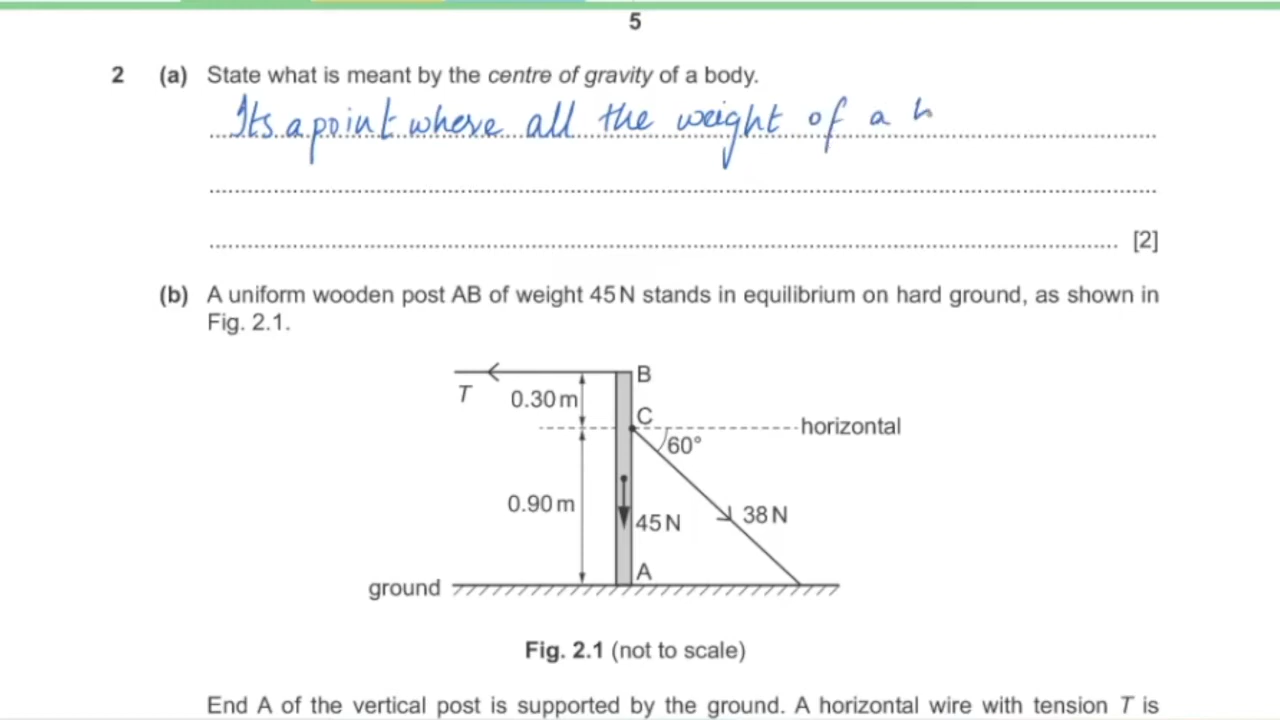 5
2 (a) State what is meant by the centre of gravity of a body.
Its a point where all the weight of a h
[2]
(b) A uniform wooden post AB of weight 45 N stands in equilibrium on hard ground, as shown in
Fig. 2.1.
B
T
0.30 m
C
horizontal
60°
0.90 m
38 N
45 N
A
ground
Fig. 2.1 (not to scale)
End A of the vertical post is supported by the ground. A horizontal wire with tension T is